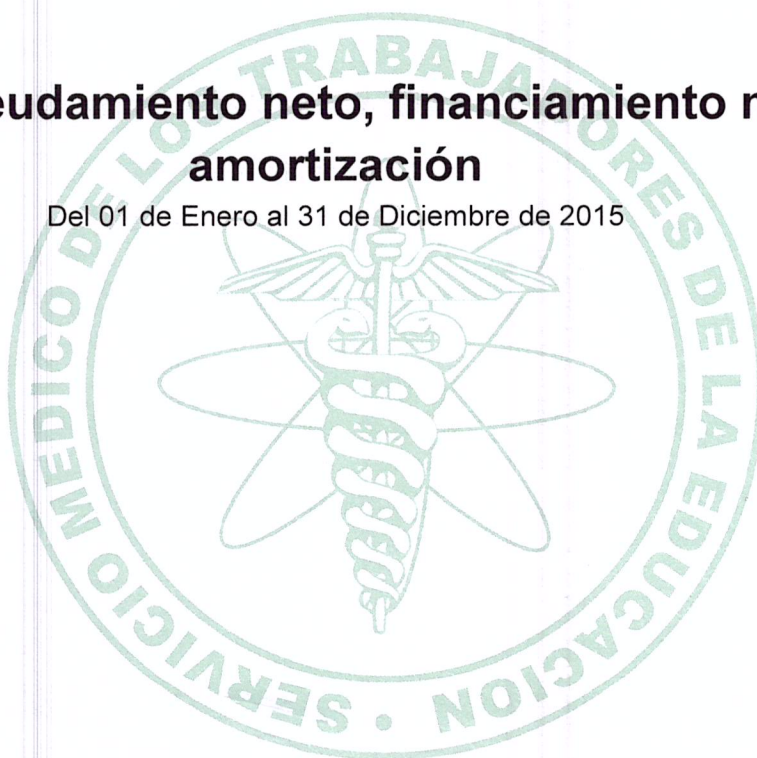 eudamiento neto, financiamiento n
amortización
Del 01 de Enero al 31 de Diciembre de 2015
SERVICIO MEDICO DE LOS TRABAJADORES DE LA EDUCACION •